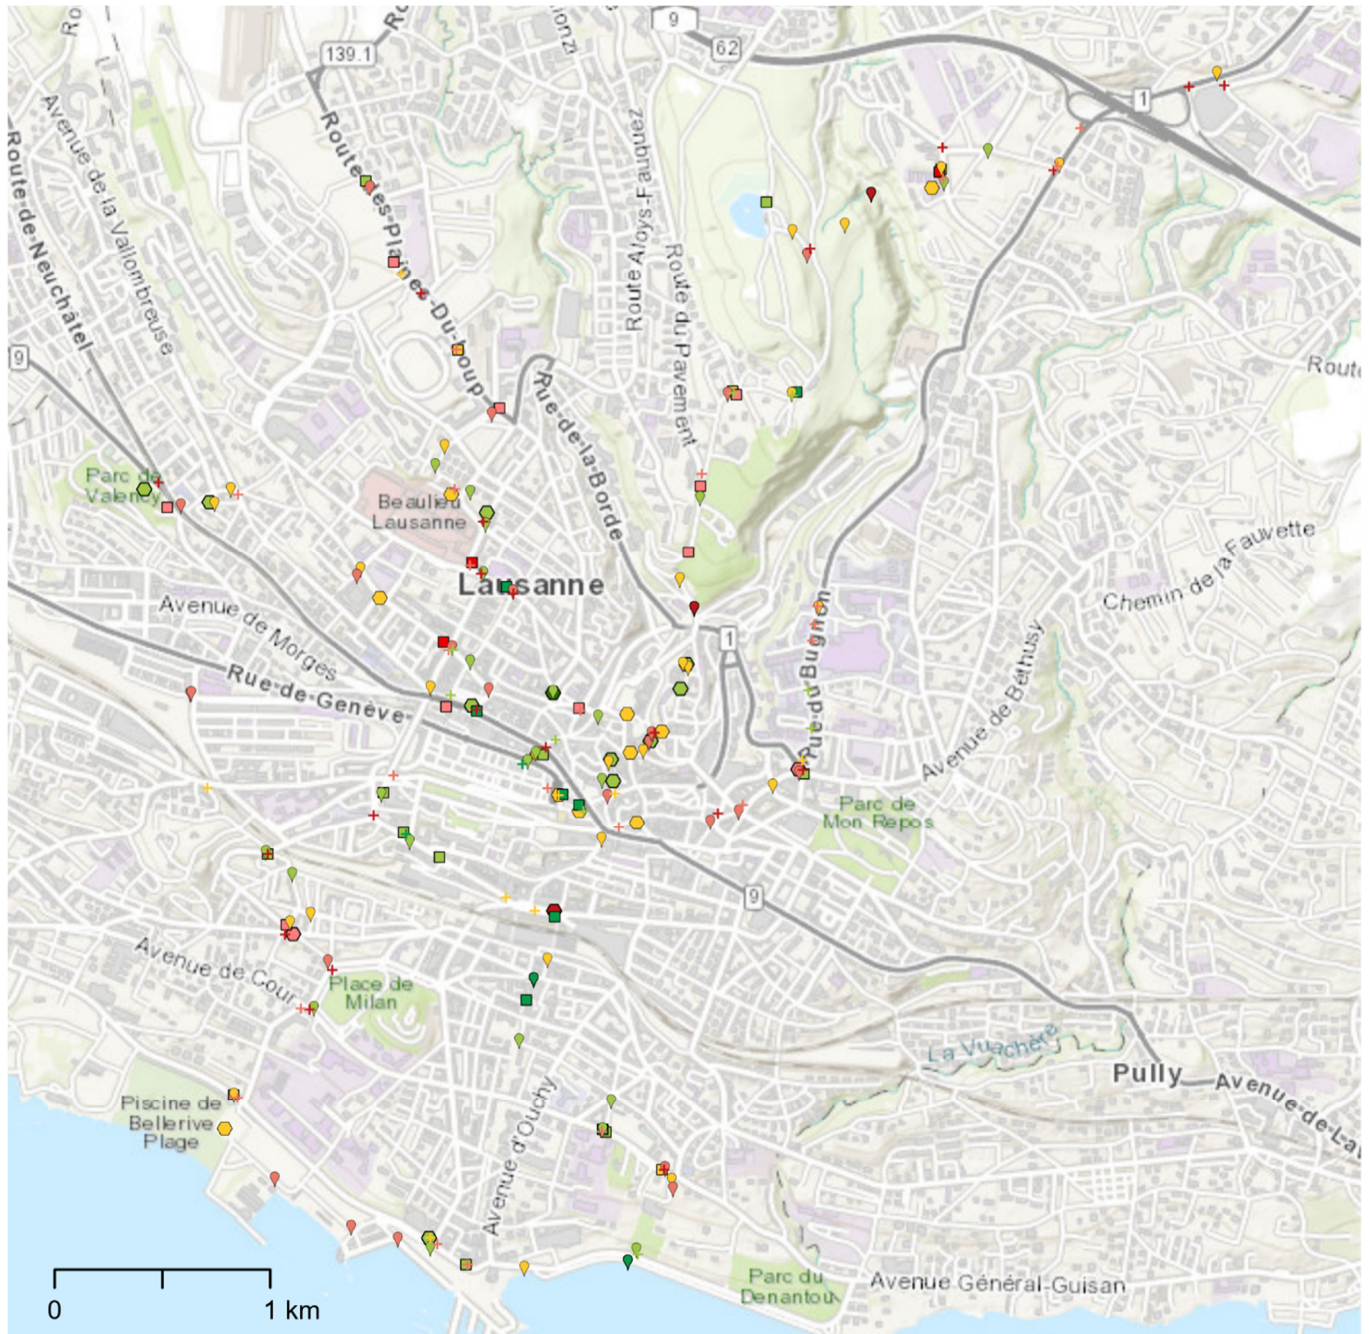 9
62
139.1
1
Avenue de la Vallombreuse
Route-de-Neuchâtel
Route-des-Plaines-Du-Loup
Route Aloys-Fauquez
Route du Pavement
9
Rue-de-la-Borde
Parc de
Valency
Beaulieu
Lausanne
Lausanne
Chemin de la Fauvette
Avenue de Morges
Rue-de-Genève
1
Rue-du-Bugnon
Avenue de Béthusy
Parc de
Mon Repos
9
Avenue de Cour
Place de
Milan
La Vuachère
Pully
Avenue-de-La
Piscine de
Bellerive
Plage
Avenue d'Ouchy
Parc du
Denantou
Avenue Général-Guisan
0 1 km